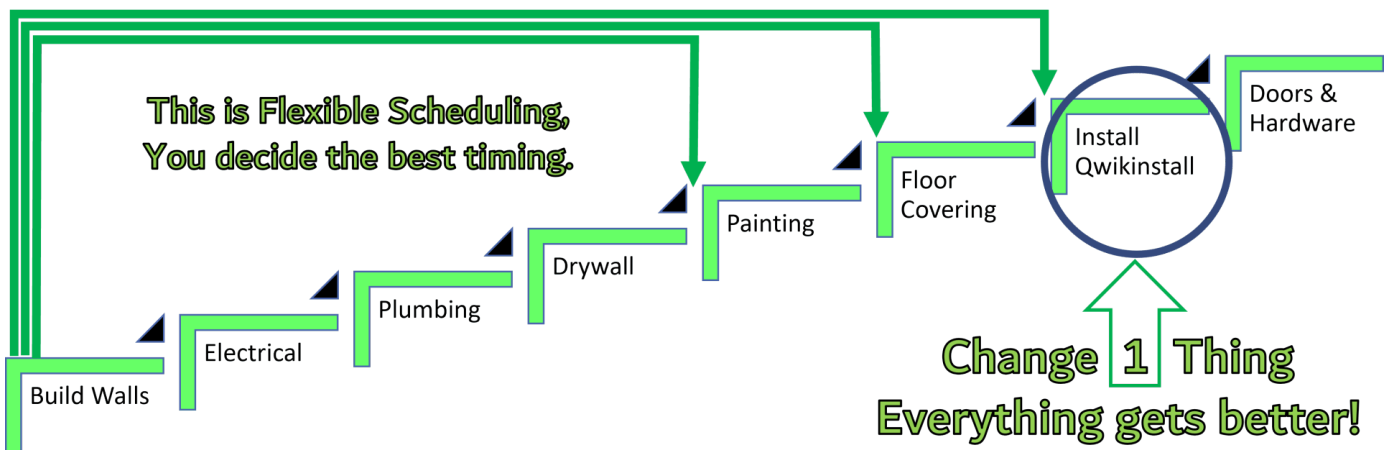 This is Flexible Scheduling,
You decide the best timing.
Build Walls
Electrical
Plumbing
Drywall
Painting
Floor
Covering
Install
Qwikinstall
Doors &
Hardware
Change 1 Thing
Everything gets better!